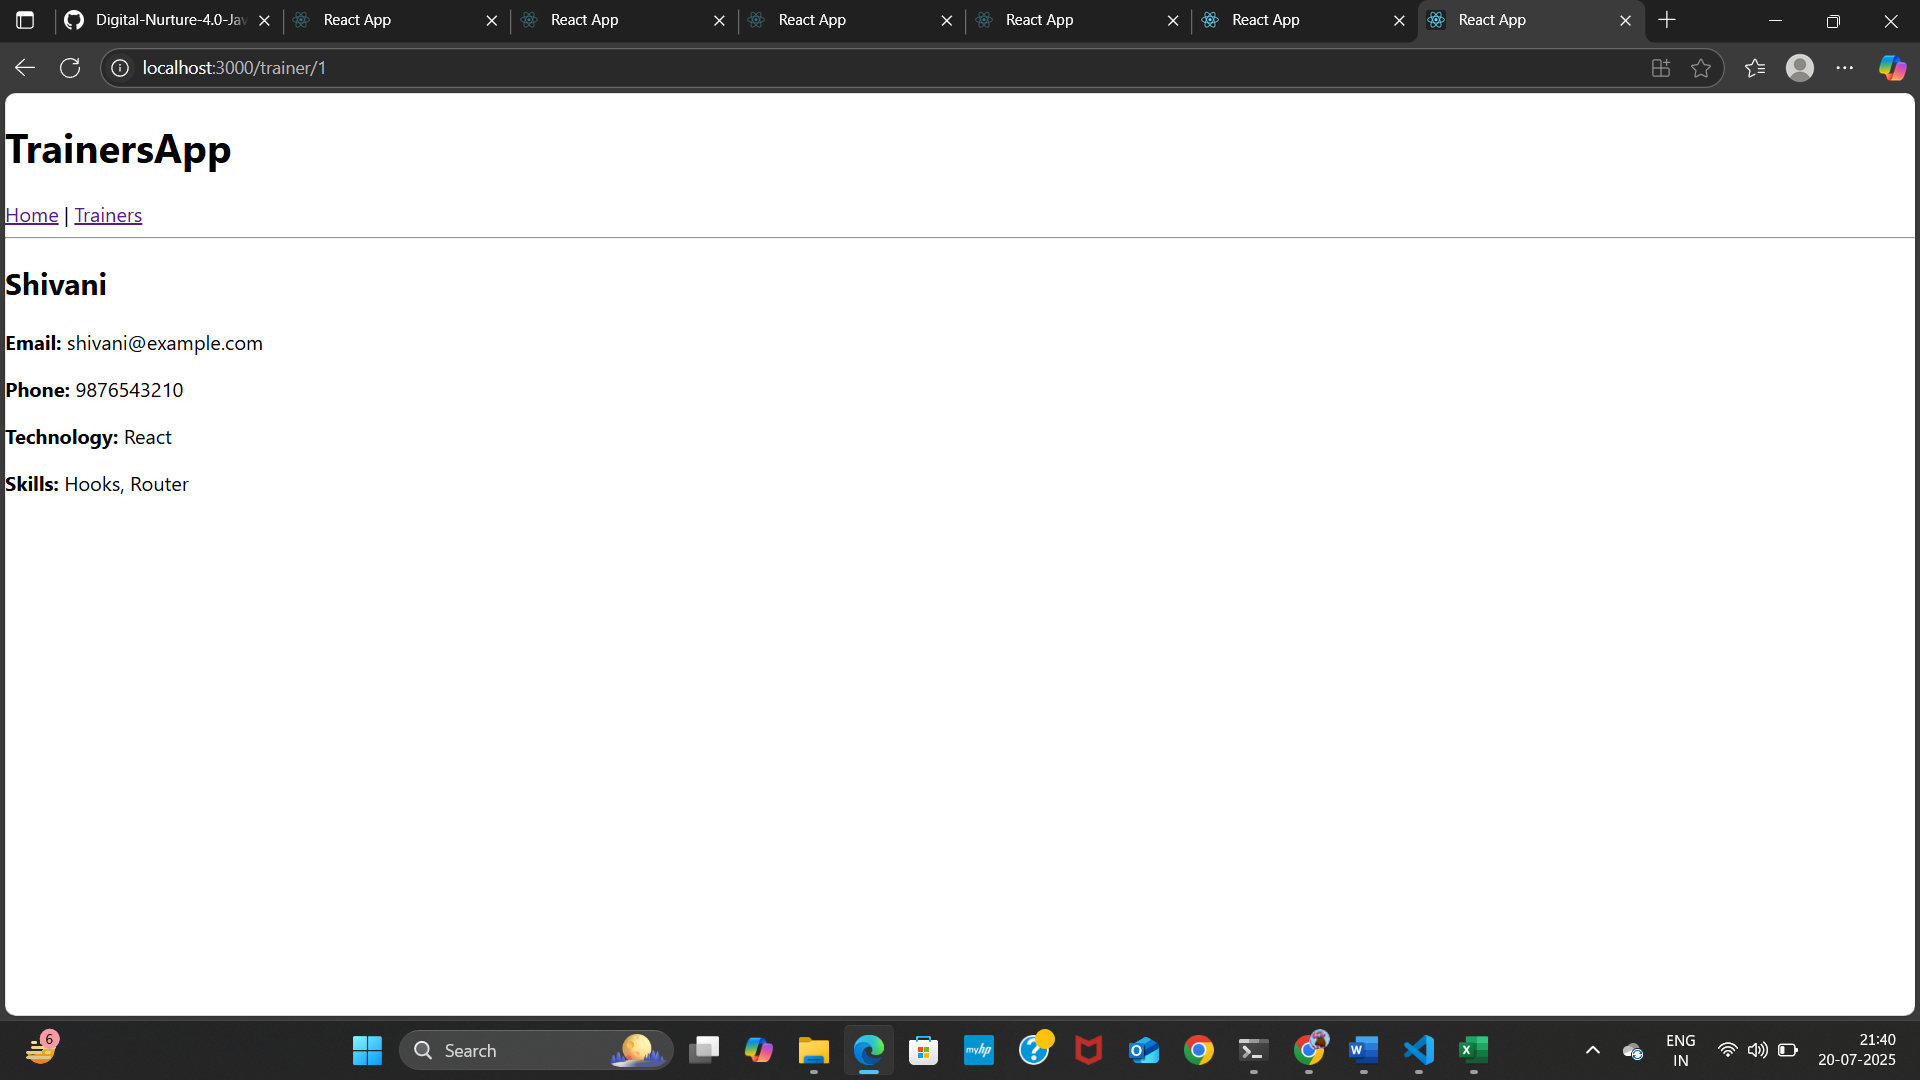 Digital-Nurture-4.0-Jav
React App
React App
React App
React App
React App
React App
localhost:3000/trainer/1
TrainersApp
Home | Trainers
Shivani
Email: shivani@example.com
Phone: 9876543210
Technology: React
Skills: Hooks, Router
6
Search
myhp
ENG
IN
21:40
20-07-2025